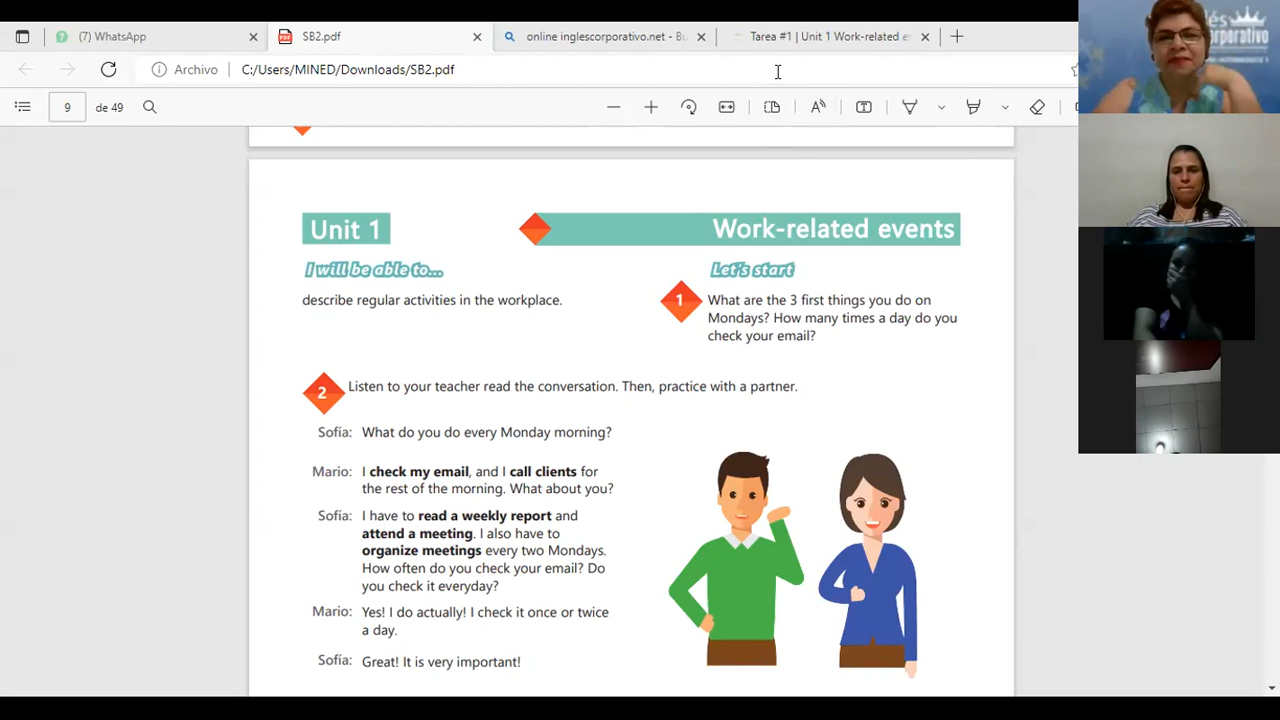 (7) WhatsApp
SB2.pdf
online inglescorporativo.net - Bu
Tarea #1 | Unit 1 Work-related ev
Archivo
C:/Users/MINED/Downloads/SB2.pdf
9
de 49
Unit 1
Work-related events
I will be able to...
describe regular activities in the workplace.
Let's start
1
What are the 3 first things you do on
Mondays? How many times a day do you
check your email?
2
Listen to your teacher read the conversation. Then, practice with a partner.
Sofía: What do you do every Monday morning?
Mario: I check my email, and I call clients for
the rest of the morning. What about you?
Sofía: I have to read a weekly report and
attend a meeting. I also have to
organize meetings every two Mondays.
How often do you check your email? Do
you check it everyday?
Mario: Yes! I do actually! I check it once or twice
a day.
Sofía: Great! It is very important!
és
orporativo